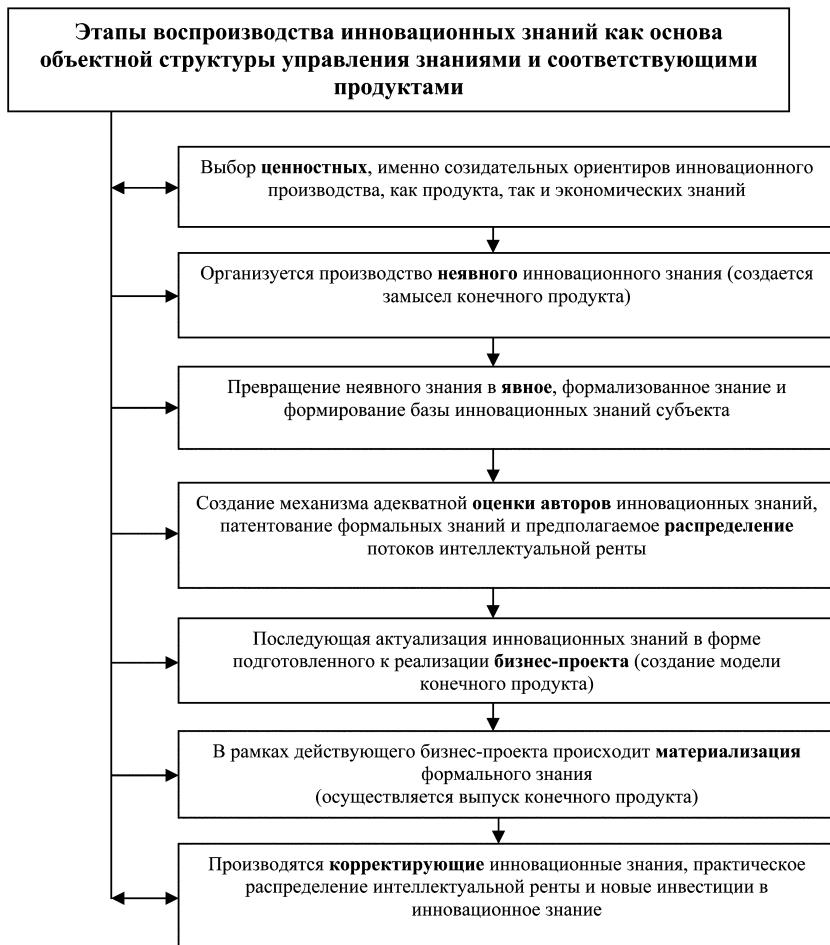 Этапы воспроизводства инновационных знаний как основа
объектной структуры управления знаниями и соответствующими
продуктами
Выбор ценностных, именно созидательных ориентиров инновационного
производства, как продукта, так и экономических знаний
Организуется производство неявного инновационного знания (создается
замысел конечного продукта)
Превращение неявного знания в явное, формализованное знание и
формирование базы инновационных знаний субъекта
Создание механизма адекватной оценки авторов инновационных знаний,
патентование формальных знаний и предполагаемое распределение
потоков интеллектуальной ренты
Последующая актуализация инновационных знаний в форме
подготовленного к реализации бизнес-проекта (создание модели
конечного продукта)
В рамках действующего бизнес-проекта происходит материализация
формального знания
(осуществляется выпуск конечного продукта)
Производятся корректирующие инновационные знания, практическое
распределение интеллектуальной ренты и новые инвестиции в
инновационное знание